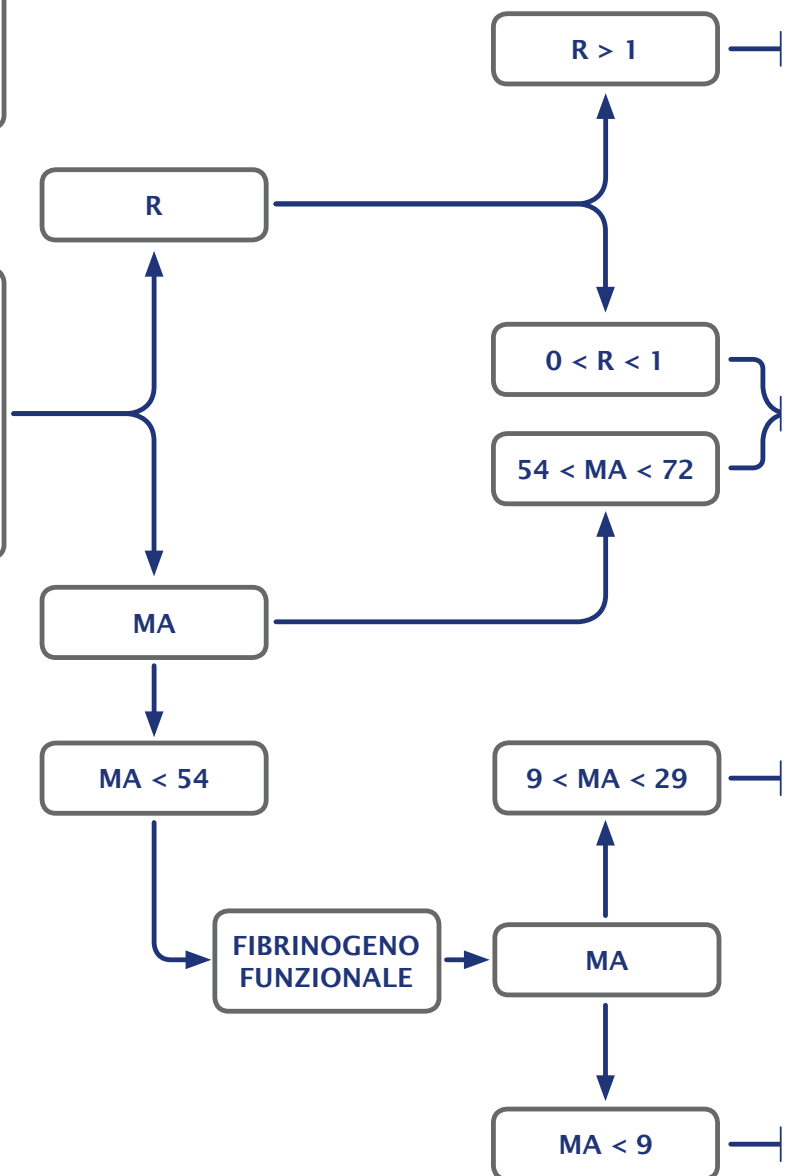 R > 1
R
0 < R < 1
54 < MA < 72
MA
MA < 54
9 < MA < 29
FIBRINOGENO
FUNZIONALE
MA
MA < 9